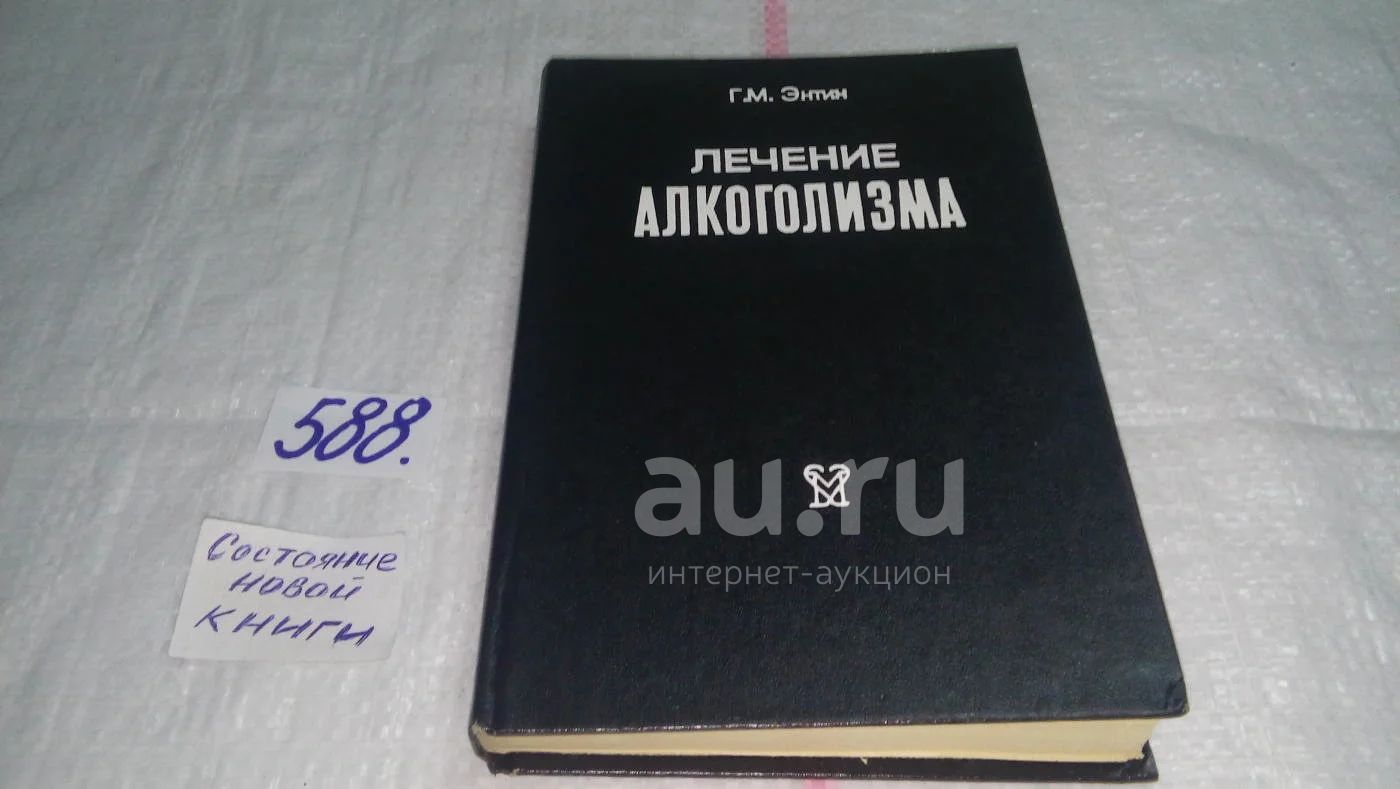 Г.М. Энтин
ЛЕЧЕНИЕ
АЛКОГОЛИЗМА
588.
Состояние
новой
книги
au.ru
интернет-аукцион